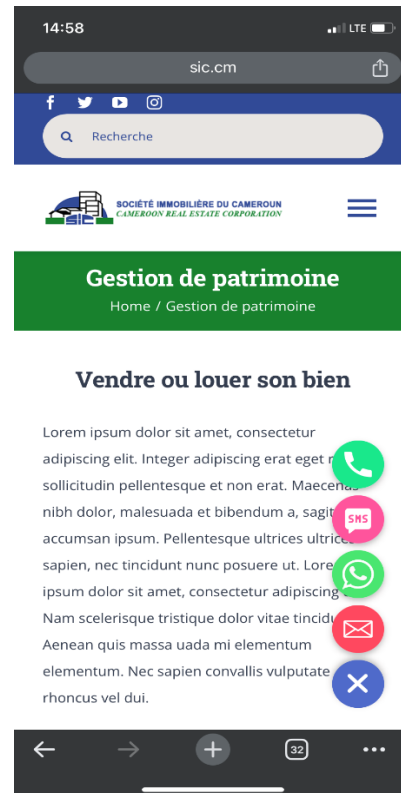 14:58
LTE
sic.cm
Recherche
sic
SOCIÉTÉ IMMOBILIÈRE DU CAMEROUN
CAMEROON REAL ESTATE CORPORATION
Gestion de patrimoine
Home / Gestion de patrimoine
Vendre ou louer son bien
Lorem ipsum dolor sit amet, consectetur
adipiscing elit. Integer adipiscing erat eget
sollicitudin pellentesque et non erat. Maecenas
nibh dolor, malesuada et bibendum a, sagit
accumsan ipsum. Pellentesque ultrices ultrices
sapien, nec tincidunt nunc posuere ut. Lore
ipsum dolor sit amet, consectetur adipiscing
Nam scelerisque tristique dolor vitae tincidu
Aenean quis massa uada mi elementum
elementum. Nec sapien convallis vulputate
rhoncus vel dui.
SMS
32